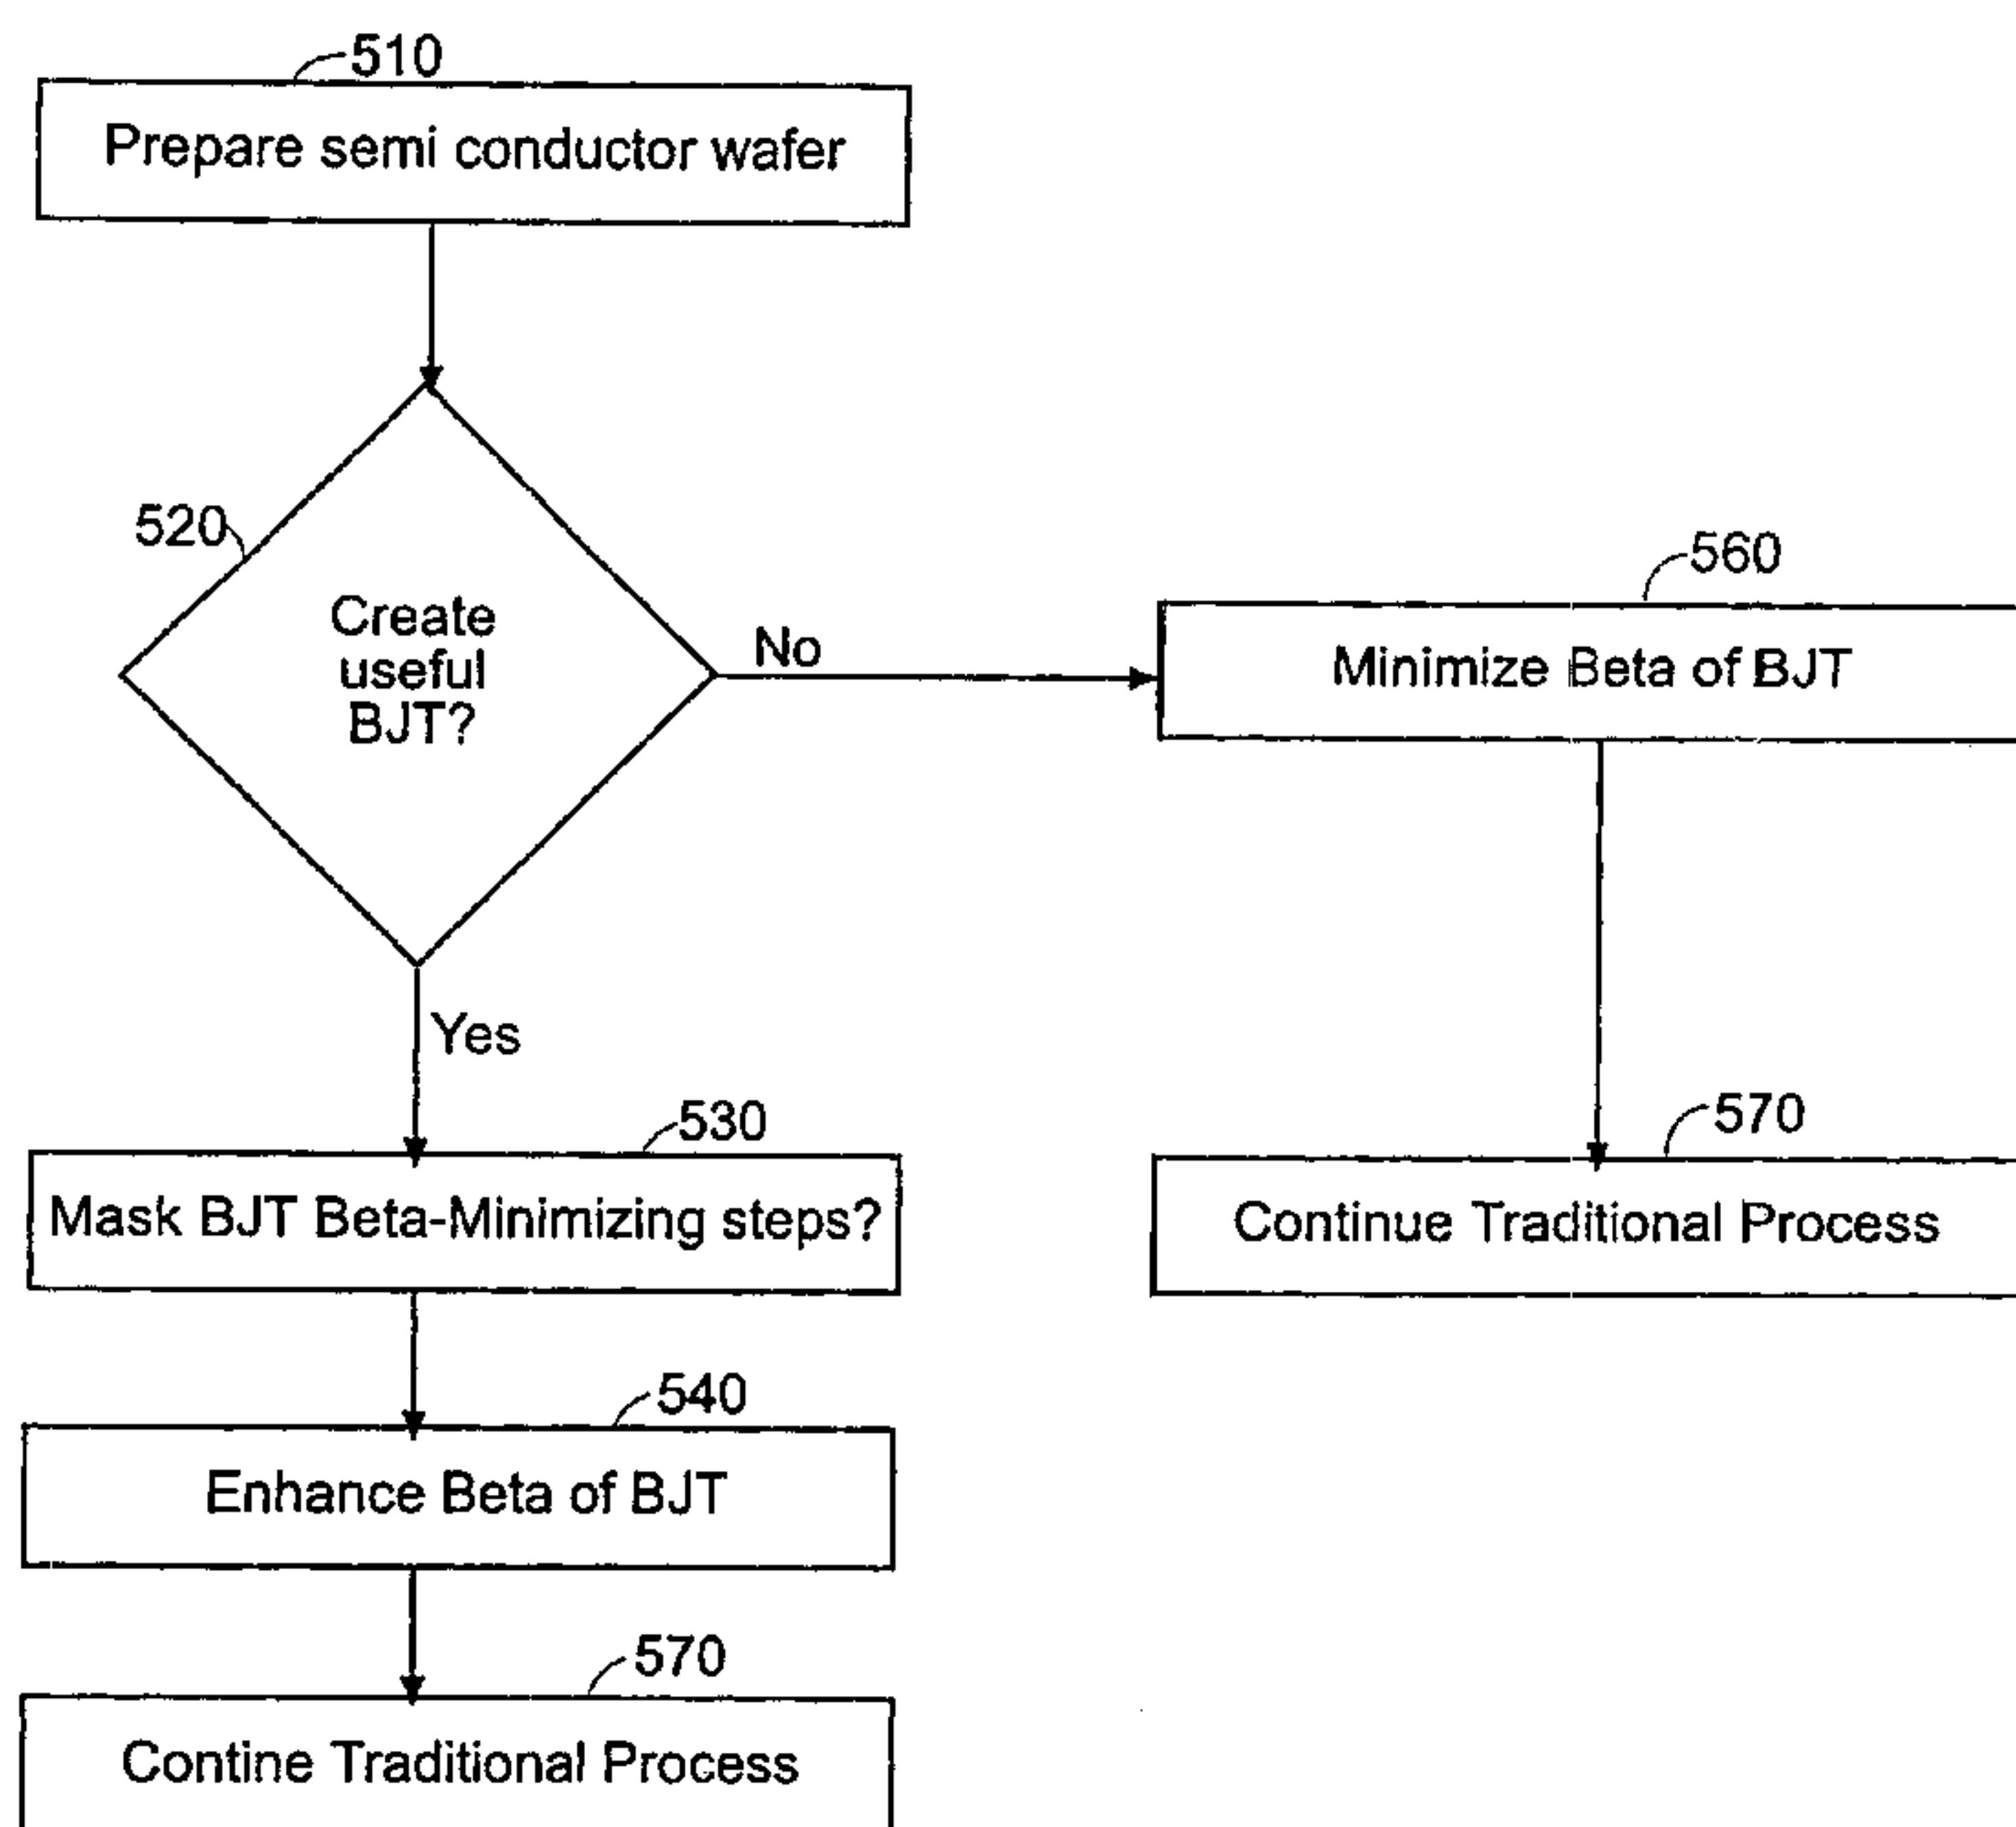 510
Prepare semi conductor wafer
520
Create
useful
BJT?
No
560
Minimize Beta of BJT
Yes
530
Mask BJT Beta-Minimizing steps?
570
Continue Traditional Process
540
Enhance Beta of BJT
570
Contine Traditional Process